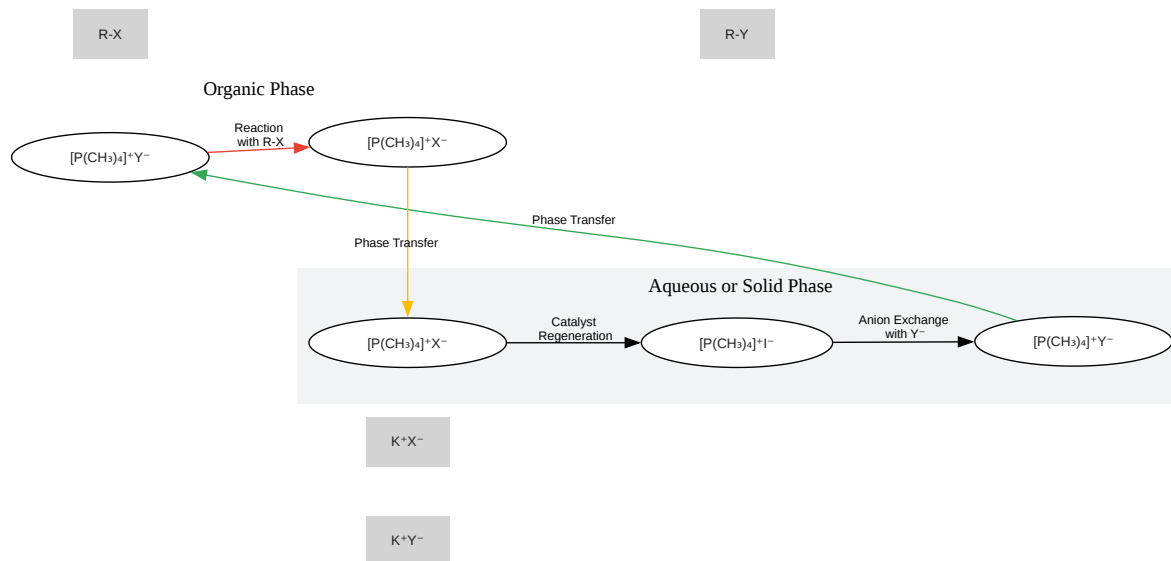 R-X
R-Y
Organic Phase
Reaction
with R-X
[P(CH₃)₄]⁺Y⁻
[P(CH₃)₄]⁺X⁻
Phase Transfer
Phase Transfer
Aqueous or Solid Phase
[P(CH₃)₄]⁺X⁻
Catalyst
Regeneration
[P(CH₃)₄]⁺I⁻
Anion Exchange
with Y⁻
[P(CH₃)₄]⁺Y⁻
K⁺X⁻
K⁺Y⁻